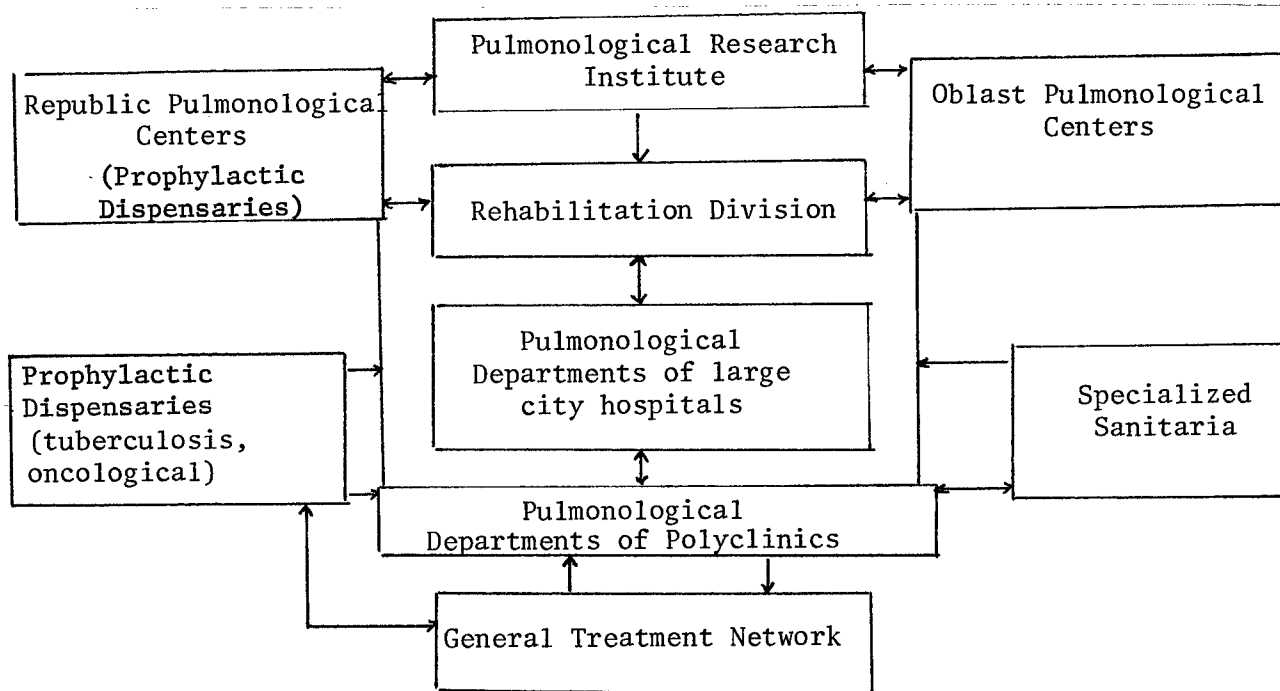 Pulmonological Research
Institute
Republic Pulmonological
Centers
(Prophylactic
Dispensaries)
Oblast Pulmonological
Centers
Rehabilitation Division
Pulmonological
Departments of large
city hospitals
Prophylactic
Dispensaries
(tuberculosis,
oncological)
Specialized
Sanitaria
Pulmonological
Departments of Polyclinics
General Treatment Network